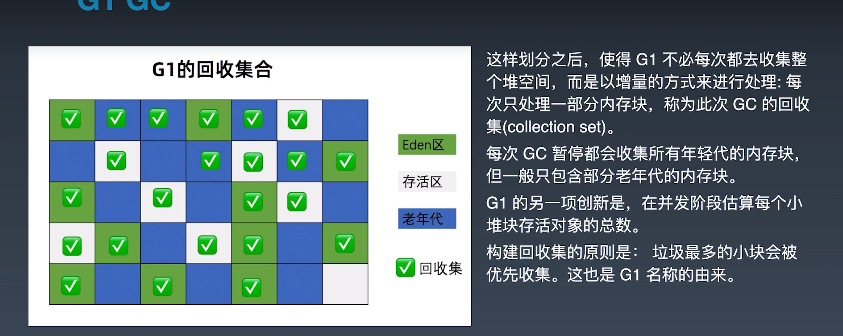 G1 GC
G1的回收集合
Eden区
存活区
老年代
回收集
这样划分之后，使得 G1 不必每次都去收集整
个堆空间，而是以增量的方式来进行处理: 每
次只处理一部分内存块，称为此次 GC 的回收
集(collection set)。
每次 GC 暂停都会收集所有年轻代的内存块，
但一般只包含部分老年代的内存块。
G1 的另一项创新是，在并发阶段估算每个小
堆块存活对象的总数。
构建回收集的原则是： 垃圾最多的小块会被
优先收集。这也是 G1 名称的由来。